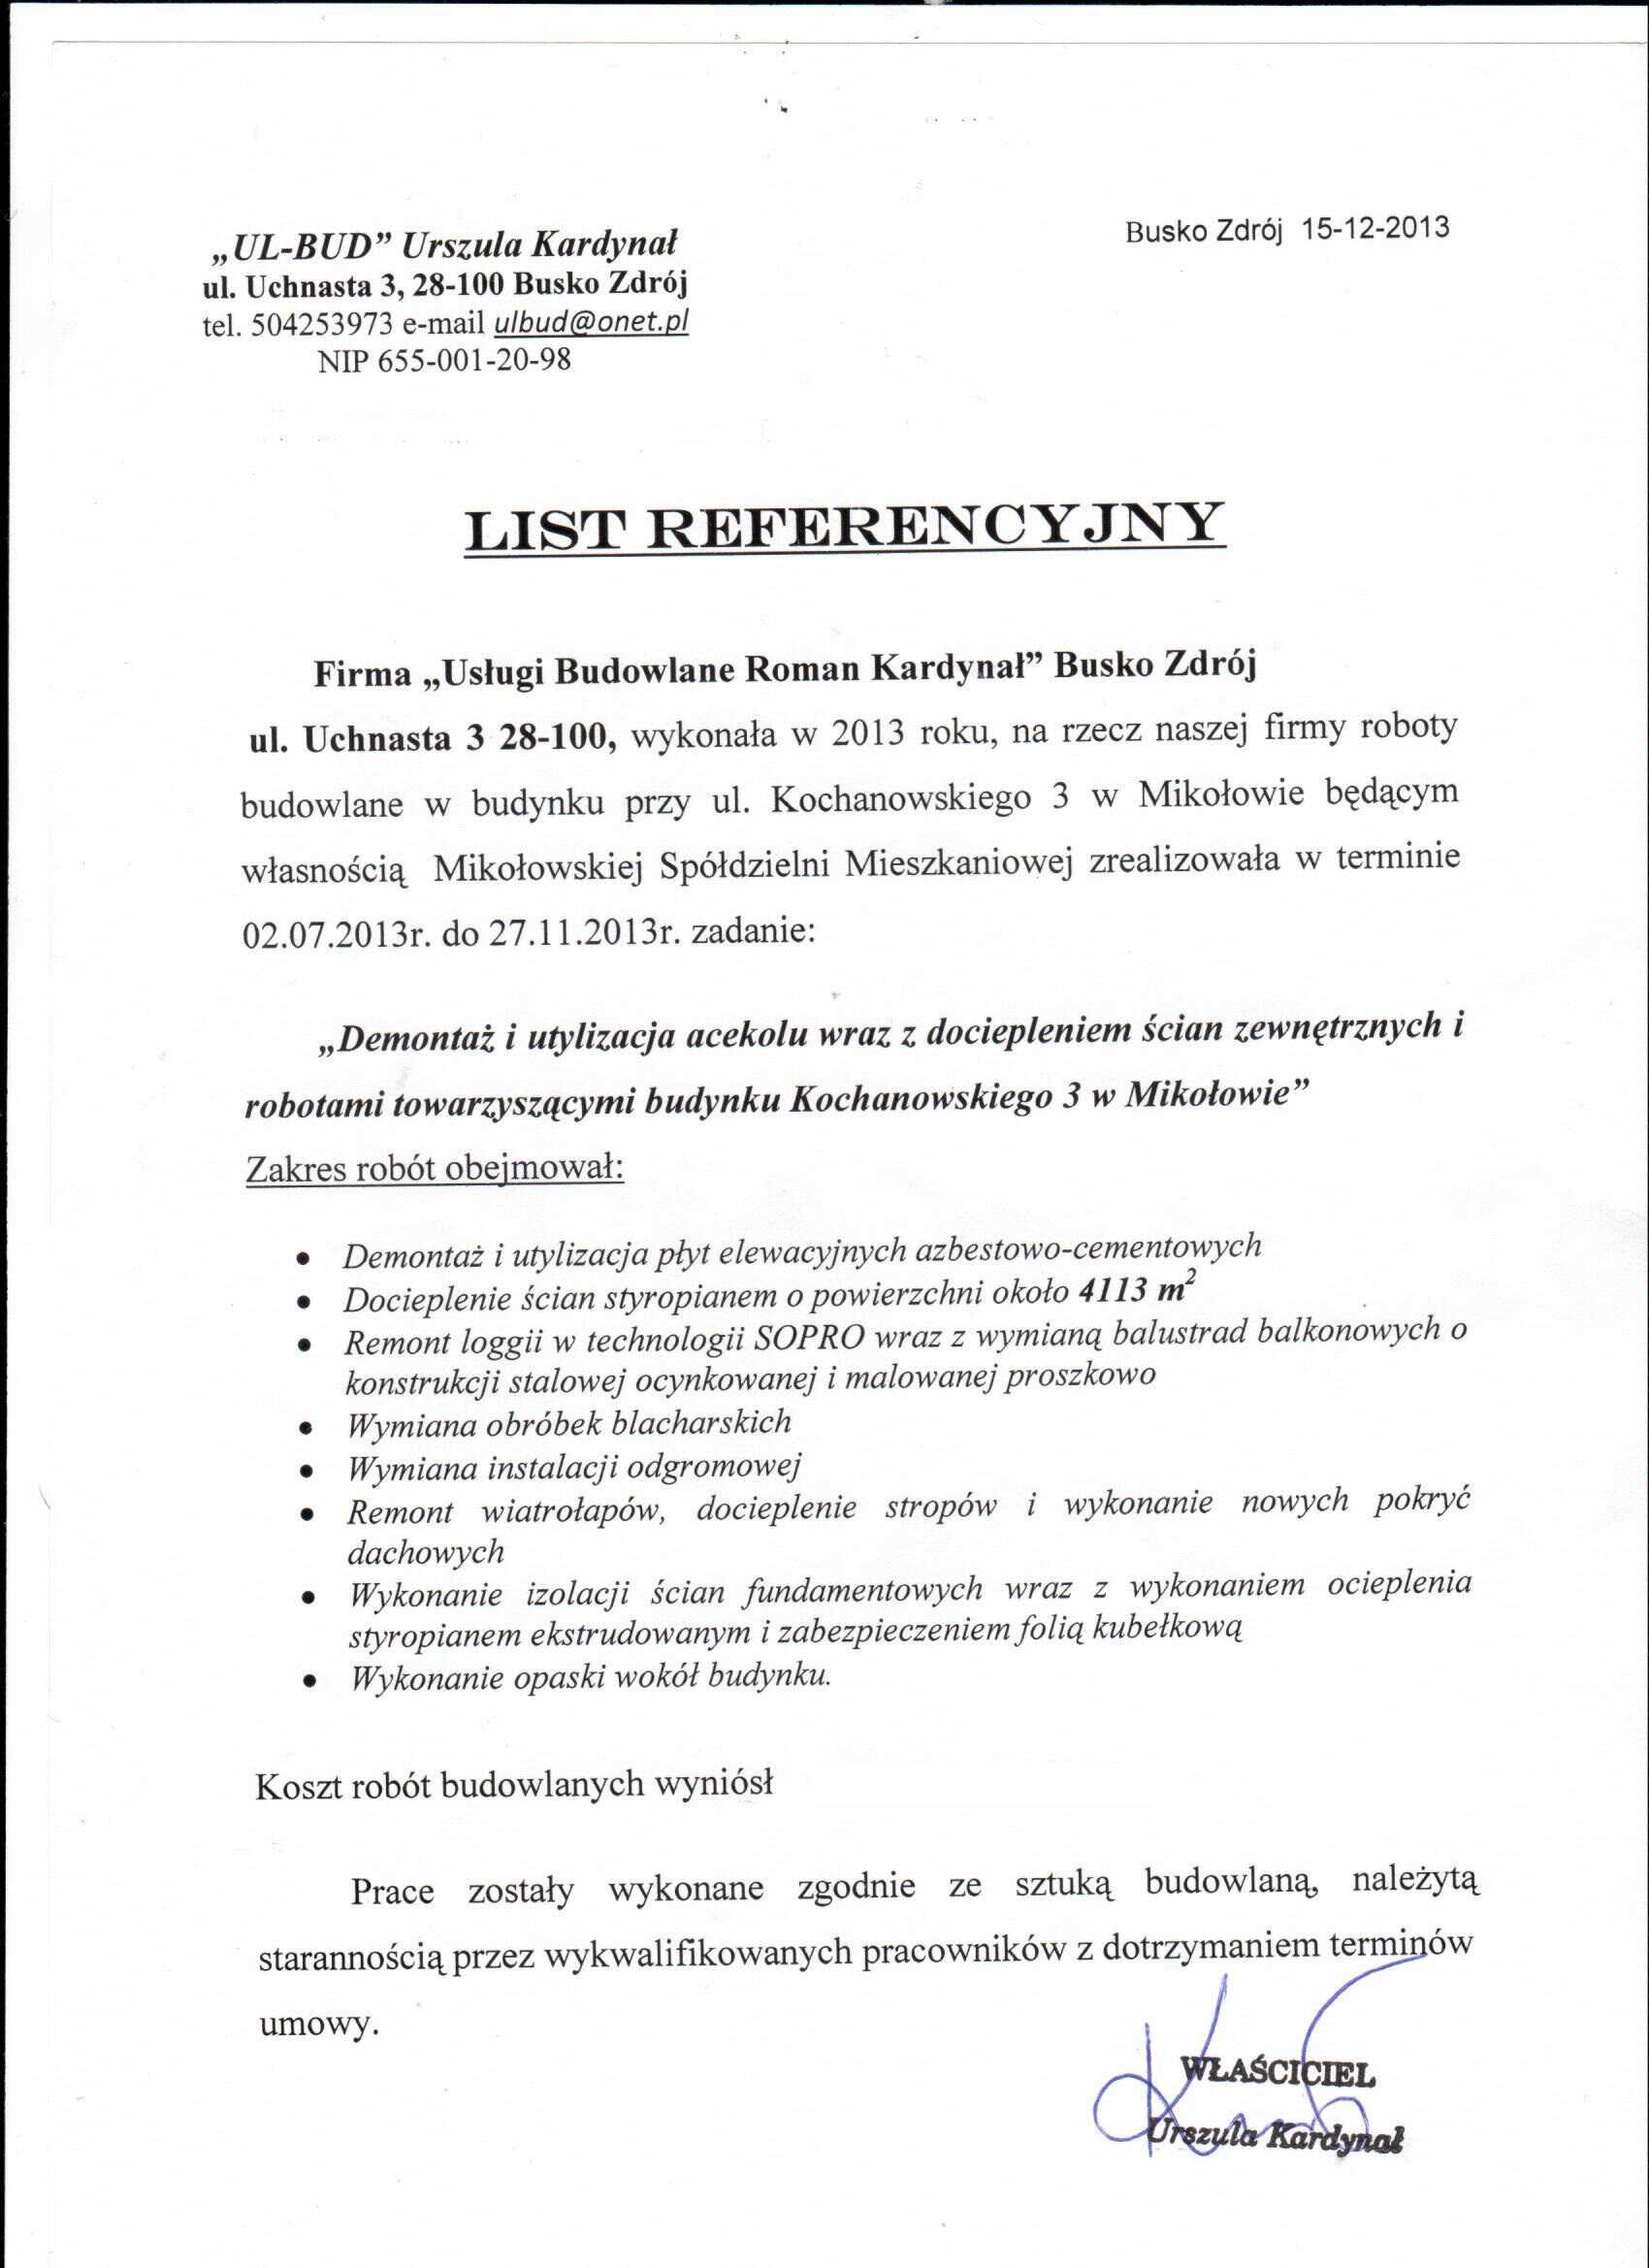 „UL-BUD” Urszula Kardynał
ul. Uchnasta 3, 28-100 Busko Zdrój
tel. 504253973 e-mail ulbud@onet.pl
NIP 655-001-20-98
Busko Zdrój 15-12-2013
LIST REFERENCYJNY
Firma „Usługi Budowlane Roman Kardynał” Busko Zdrój
ul. Uchnasta 3 28-100, wykonała w 2013 roku, na rzecz naszej firmy roboty
budowlane w budynku przy ul. Kochanowskiego 3 w Mikołowie będącym
własnością Mikołowskiej Spółdzielni Mieszkaniowej zrealizowała w terminie
02.07.2013r. do 27.11.2013r. zadanie:
„Demontaż i utylizacja acekolu wraz z dociepleniem ścian zewnętrznych i
robotami towarzyszącymi budynku Kochanowskiego 3 w Mikołowie”
Zakres robót obejmował:
• Demontaż i utylizacja płyt elewacyjnych azbestowo-cementowych
• Docieplenie ścian styropianem o powierzchni około 4113 m²
• Remont loggii w technologii SOPRO wraz z wymianą balustrad balkonowych o
konstrukcji stalowej ocynkowanej i malowanej proszkowo
• Wymiana obróbek blacharskich
• Wymiana instalacji odgromowej
• Remont wiatrołapów, docieplenie stropów i wykonanie nowych pokryć
dachowych
• Wykonanie izolacji ścian fundamentowych wraz z wykonaniem ocieplenia
styropianem ekstrudowanym i zabezpieczeniem folią kubełkową
• Wykonanie opaski wokół budynku.
Koszt robót budowlanych wyniósł
Prace zostały wykonane zgodnie ze sztuką budowlaną, należytą
starannością przez wykwalifikowanych pracowników z dotrzymaniem terminów
umowy.
WŁAŚCICIEL
Urszula Kardynał